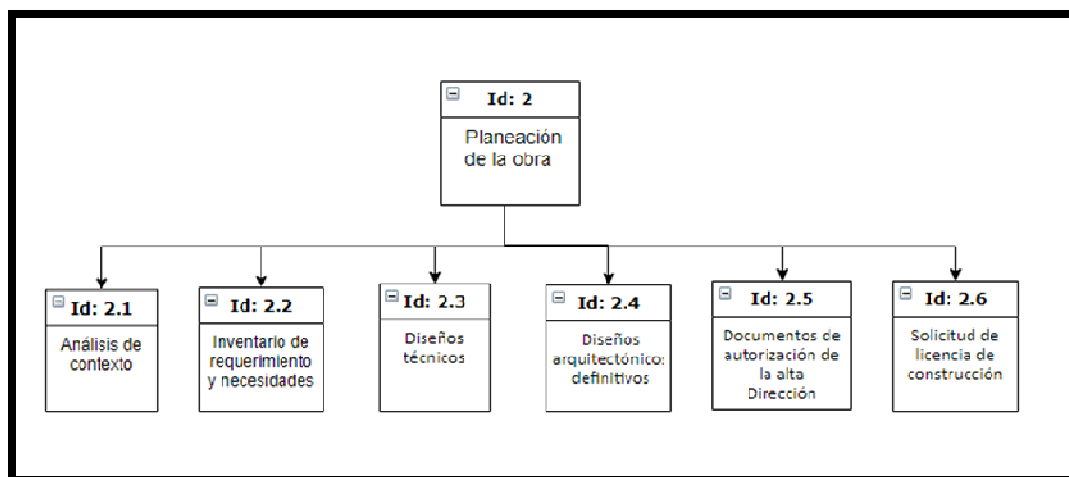 Id: 2
Planeación
de la obra
Id: 2.1
Análisis de
contexto
Id: 2.2
Inventario de
requerimiento
y necesidades
Id: 2.3
Diseños
técnicos
Id: 2.4
Diseños
arquitectónico:
definitivos
Id: 2.5
Documentos de
autorización de
la alta
Dirección
Id: 2.6
Solicitud de
licencia de
construcción